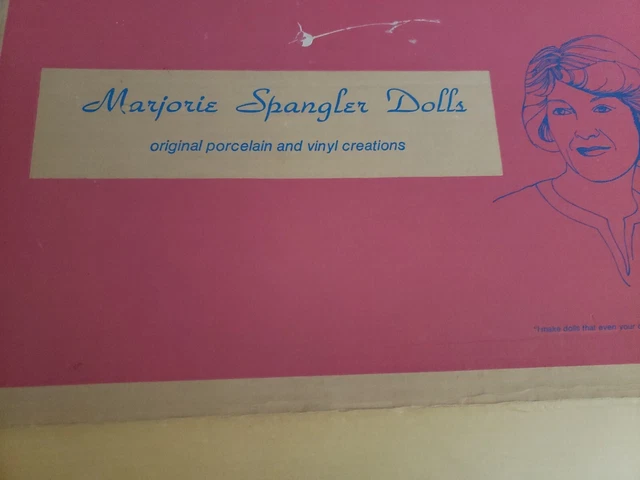 Marjorie Spangler Dolls
original porcelain and vinyl creations
"I make dolls that even your